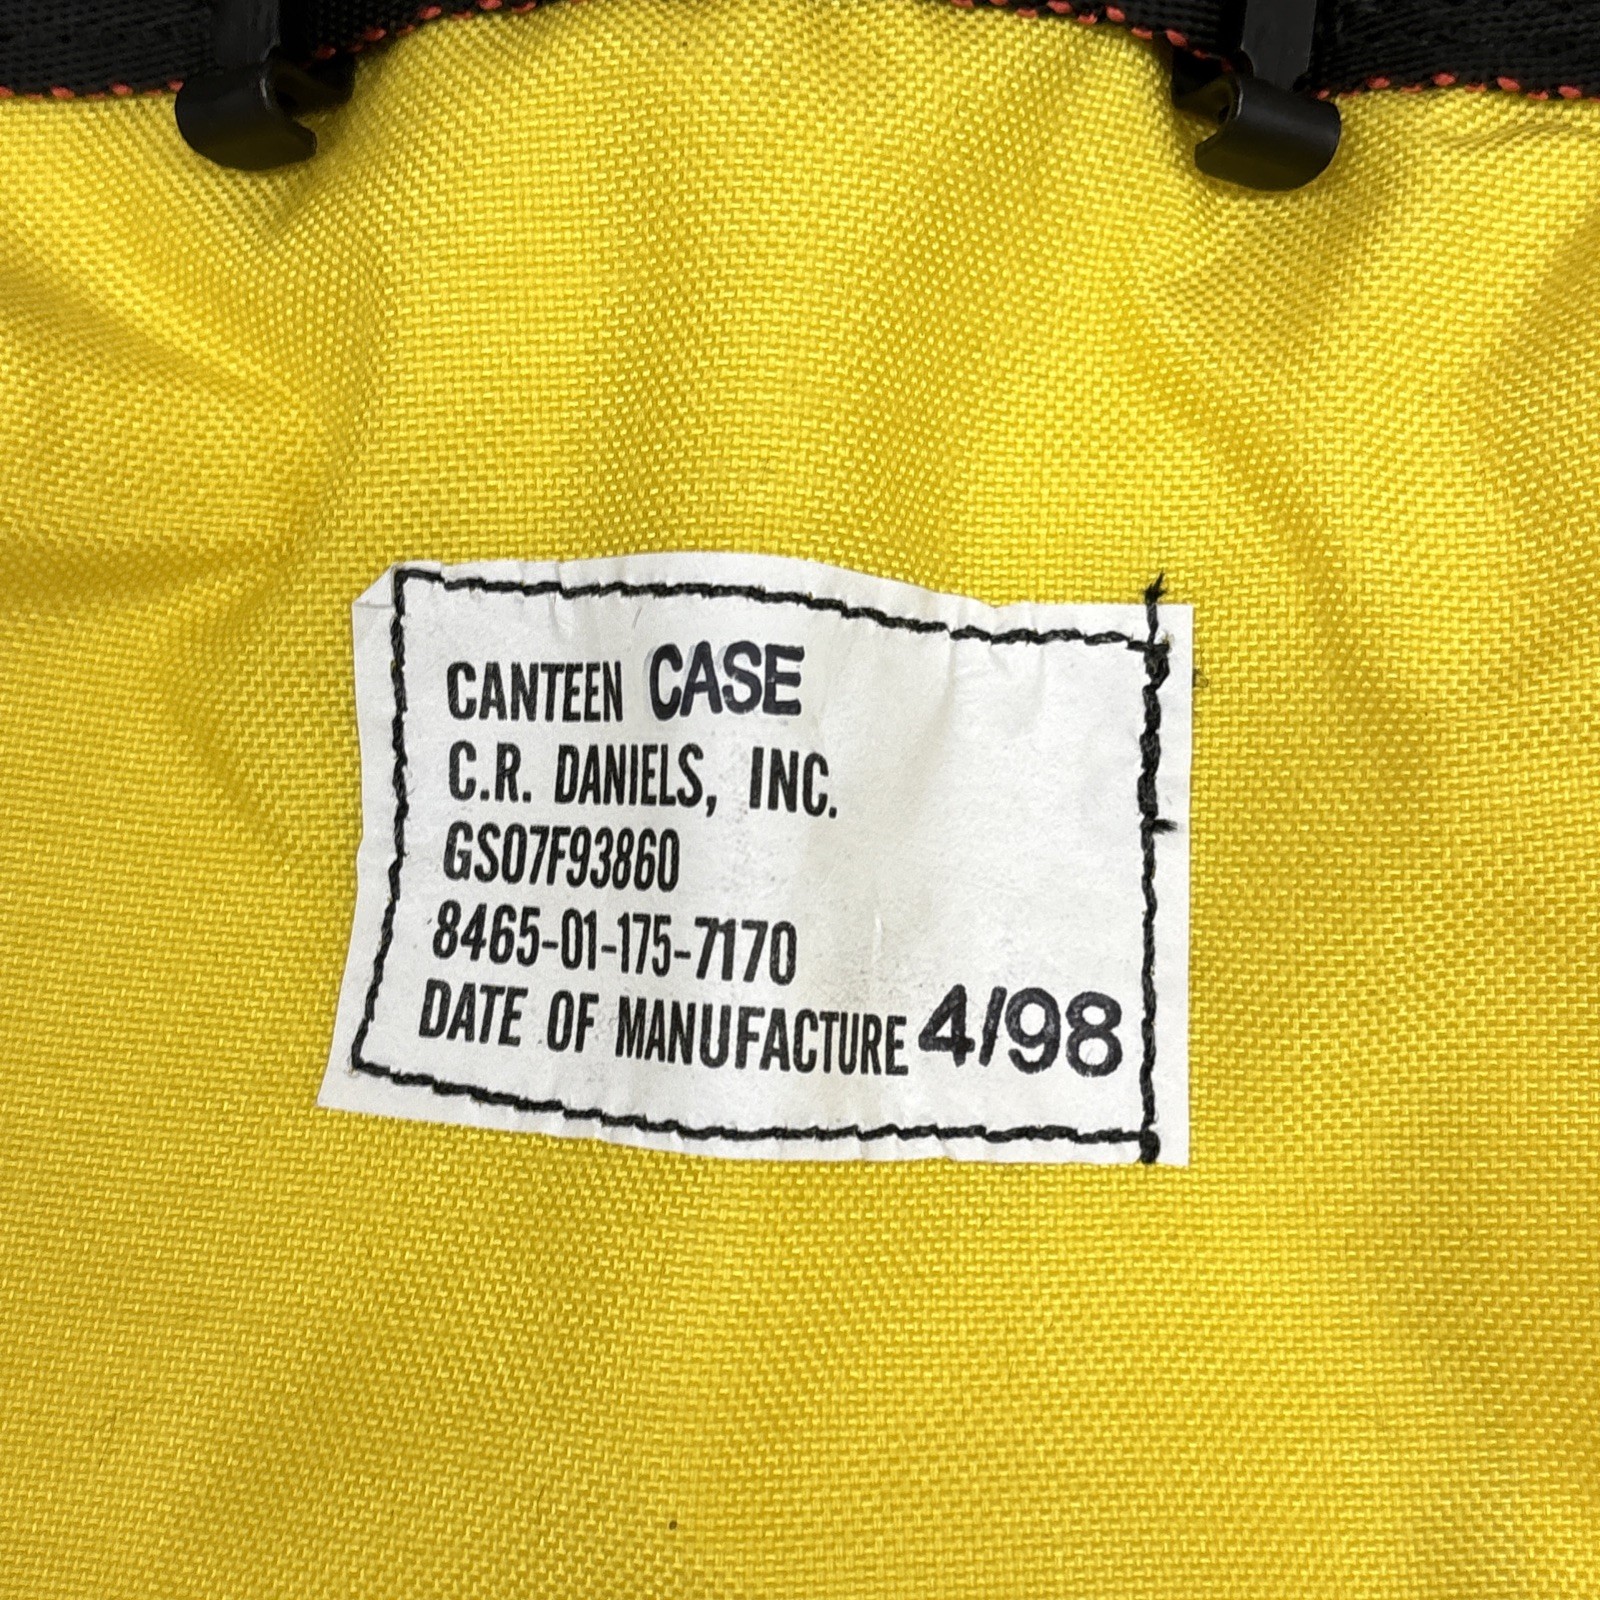 CANTEEN CASE
C.R. DANIELS, INC.
GS07F93860
8465-01-175-7170
DATE OF MANUFACTURE 4/98